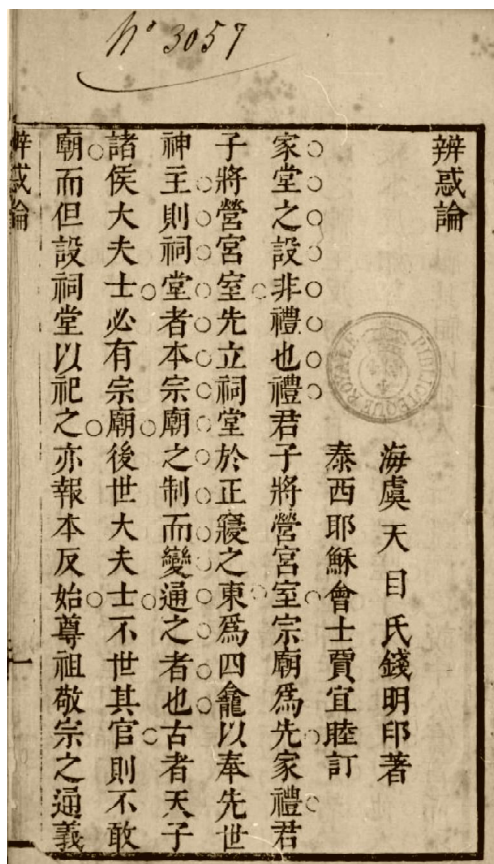 nº 3057
辨惑論
海虞天目氏錢明印著
泰西耶穌會士賈宜睦訂
家堂之設非禮也禮君子將營宮室宗廟爲先家禮君
子將營宮室先立祠堂於正寢之東爲四龕以奉先世
神主則祠堂者本宗廟之制而變通之者也古者天子
諸侯大夫士必有宗廟後世大夫士不世其官則不敢
廟而但設祠堂以祀之亦報本反始尊祖敬宗之通義
辨惑論
一